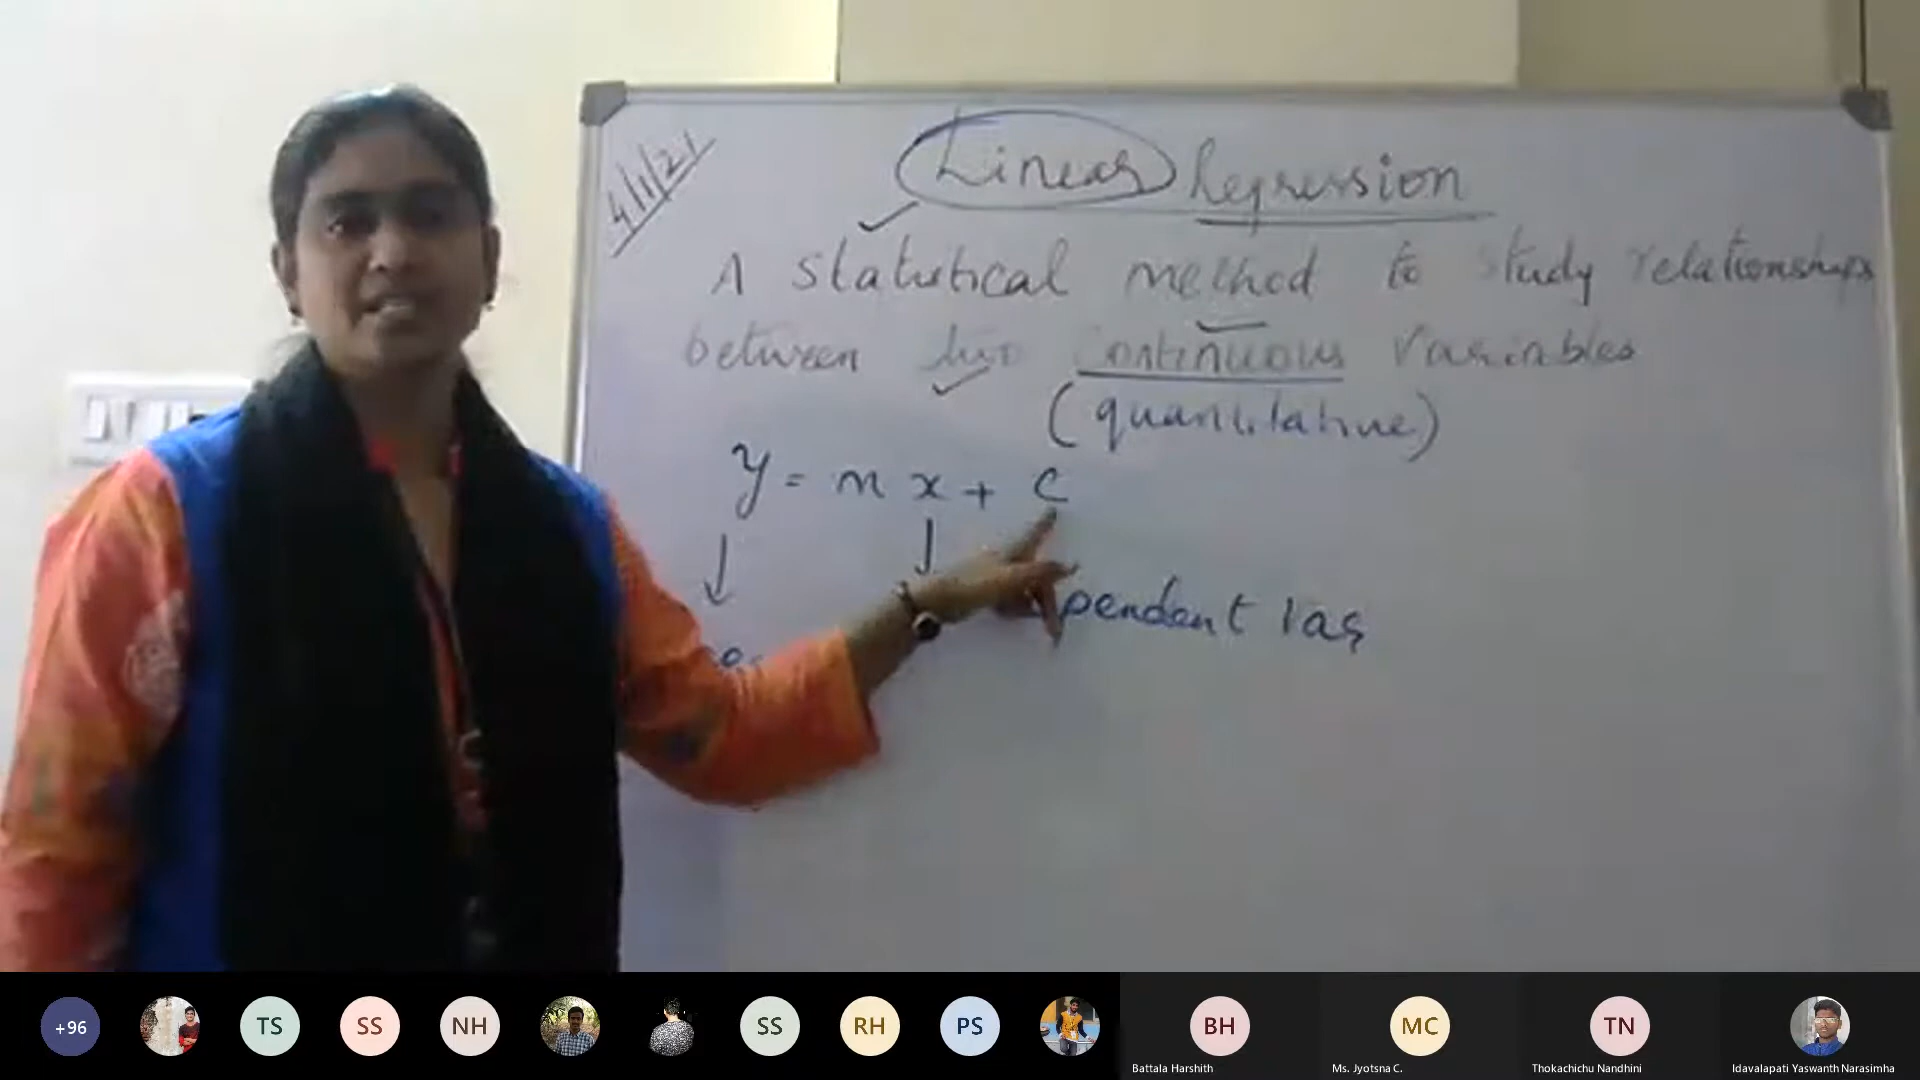 4/1/21
Linear Regression
A statistical method to study relationships
between two continuous variables
(quantitative)
y = mx + c
pendent
+96
TS
SS
NH
SS
RH
PS
BH
MC
TN
Battala Harshith
Ms. Jyotsna C.
Thokachichu Nandhini
Idavalapati Yaswanth Narasimha